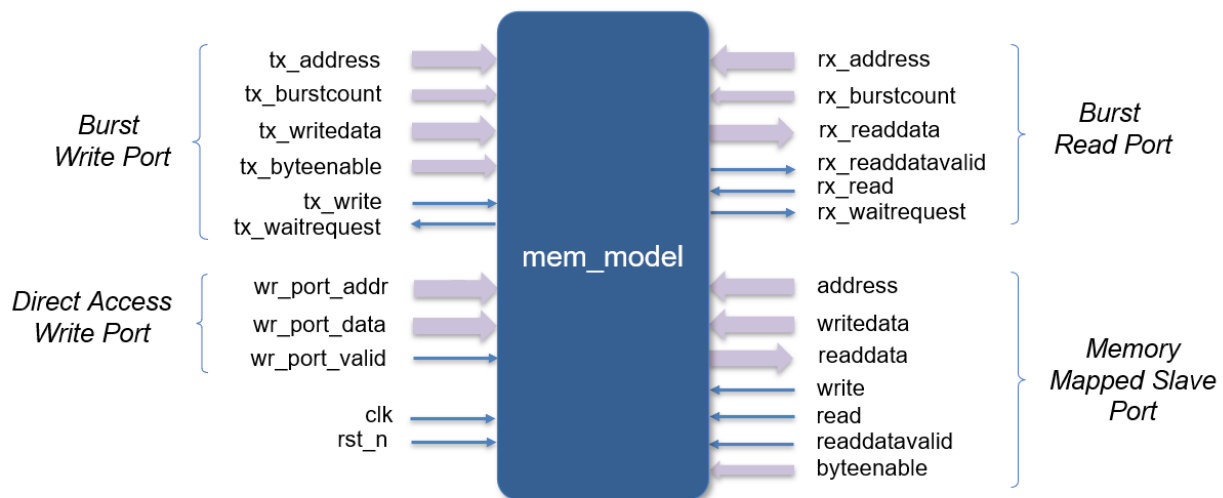 Burst
Write Port
tx_address
tx_burstcount
tx_writedata
tx_byteenable
tx_write
tx_waitrequest
Direct Access
Write Port
wr_port_addr
wr_port_data
wr_port_valid
clk
rst_n
mem_model
rx_address
rx_burstcount
rx_readdata
rx_readdatavalid
rx_read
rx_waitrequest
Burst
Read Port
address
writedata
readdata
write
read
readdatavalid
byteenable
Memory
Mapped Slave
Port